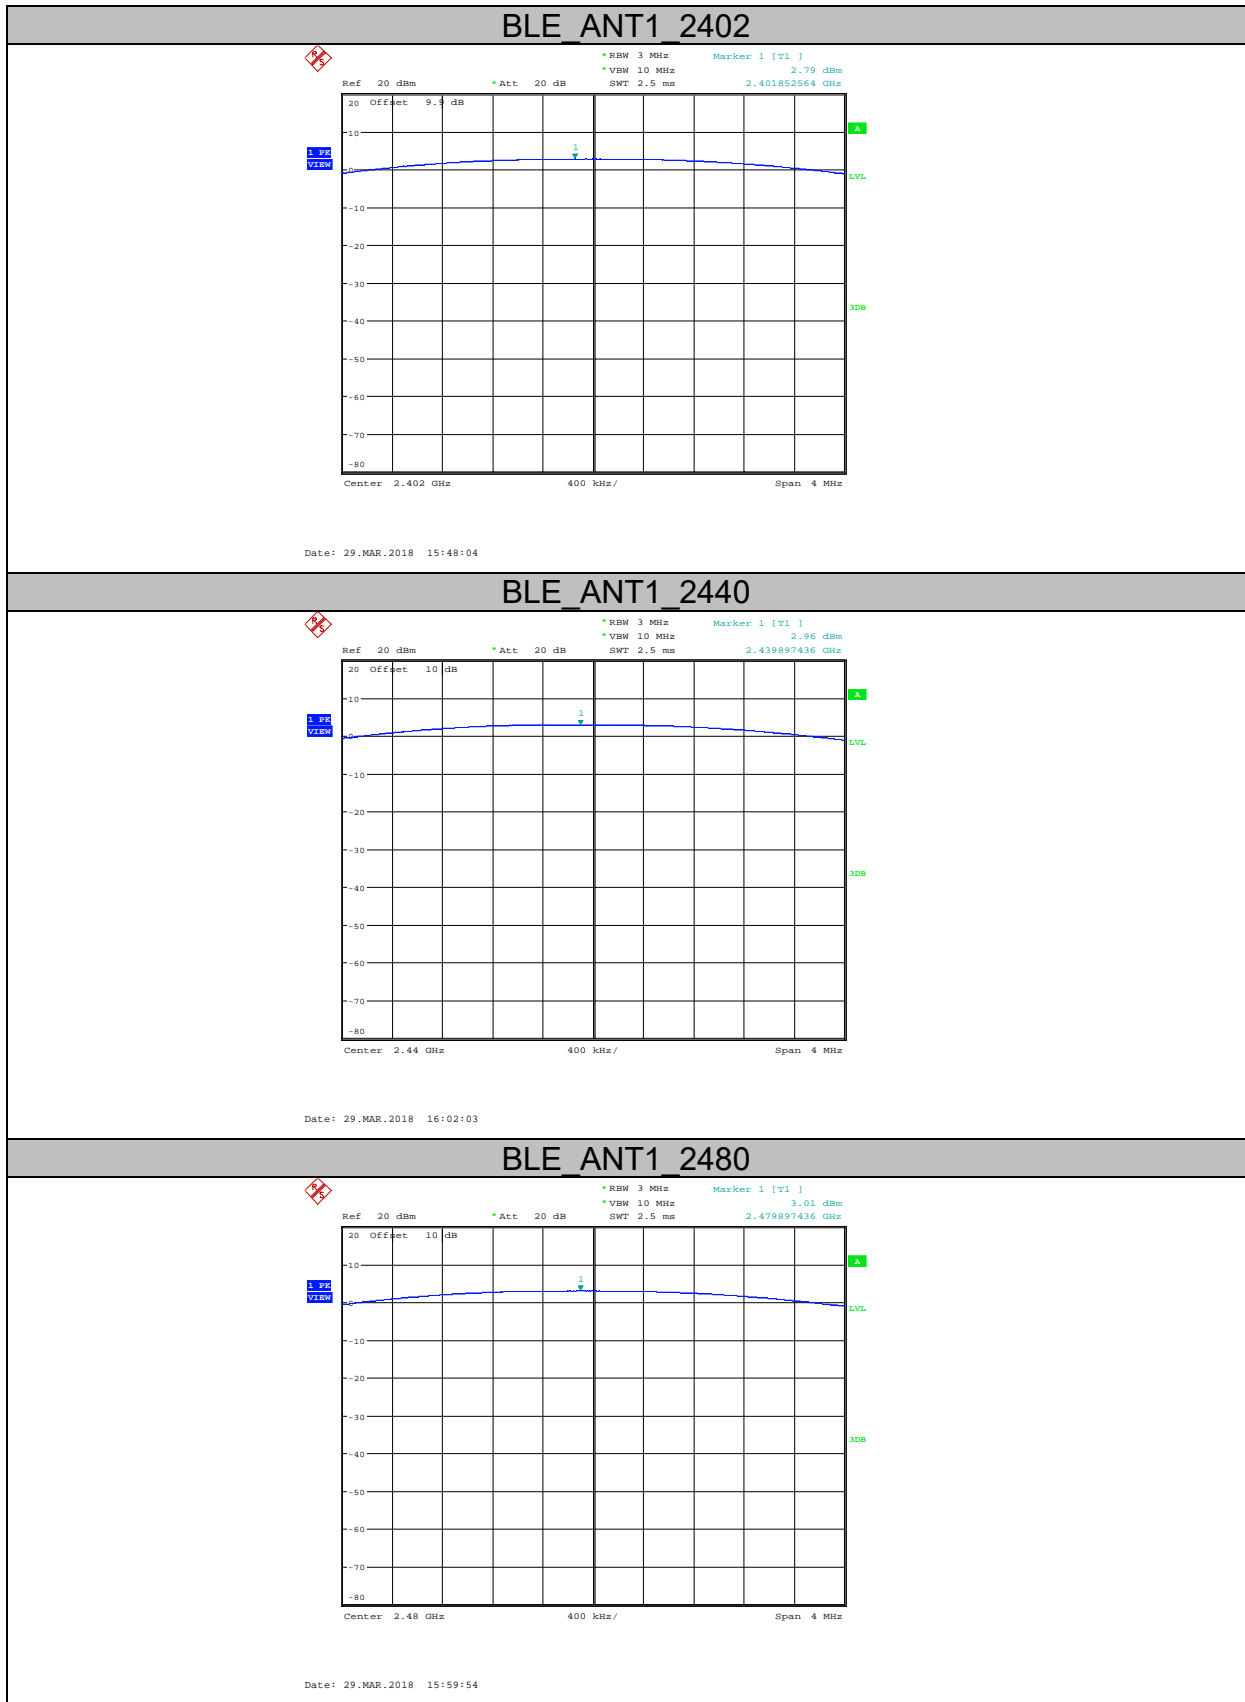 BLE_ANT1_2402
R S
*RBW 3 MHz Marker 1 [T1 ]
*VBW 10 MHz 2.79 dBm
Ref 20 dBm *Att 20 dB SWT 2.5 ms 2.401852564 GHz
20 Offset 9.9 dB
A
10
1
1 PK
VIEW
0
LVL
-10
-20
-30
3DB
-40
-50
-60
-70
-80
Center 2.402 GHz 400 kHz/ Span 4 MHz
Date: 29.MAR.2018 15:48:04
BLE_ANT1_2440
R S
*RBW 3 MHz Marker 1 [T1 ]
*VBW 10 MHz 2.96 dBm
Ref 20 dBm *Att 20 dB SWT 2.5 ms 2.439897436 GHz
20 Offset 10 dB
A
10
1
1 PK
VIEW
0
LVL
-10
-20
-30
3DB
-40
-50
-60
-70
-80
Center 2.44 GHz 400 kHz/ Span 4 MHz
Date: 29.MAR.2018 16:02:03
BLE_ANT1_2480
R S
*RBW 3 MHz Marker 1 [T1 ]
*VBW 10 MHz 3.01 dBm
Ref 20 dBm *Att 20 dB SWT 2.5 ms 2.479897436 GHz
20 Offset 10 dB
A
10
1
1 PK
VIEW
0
LVL
-10
-20
-30
3DB
-40
-50
-60
-70
-80
Center 2.48 GHz 400 kHz/ Span 4 MHz
Date: 29.MAR.2018 15:59:54